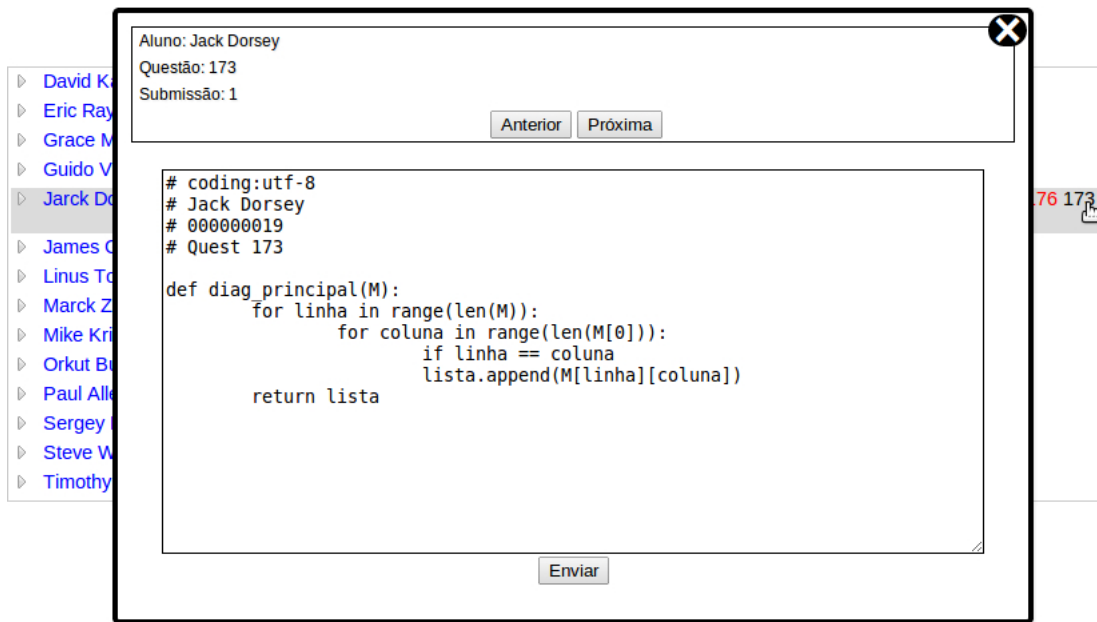 Aluno: Jack Dorsey
Questão: 173
Submissão: 1
Anterior Próxima
David
Eric Ray
Grace M
Guido V
Jarck Do
76 173
James
Linus To
Marck Z
Mike Kri
Orkut
Paul Alle
Sergey
Steve W
Timothy
# coding:utf-8
# Jack Dorsey
# 000000019
# Quest 173
def diag_principal(M):
for linha in range(len(M)):
for coluna in range(len(M[0])):
if linha == coluna
lista.append(M[linha][coluna])
return lista
Enviar